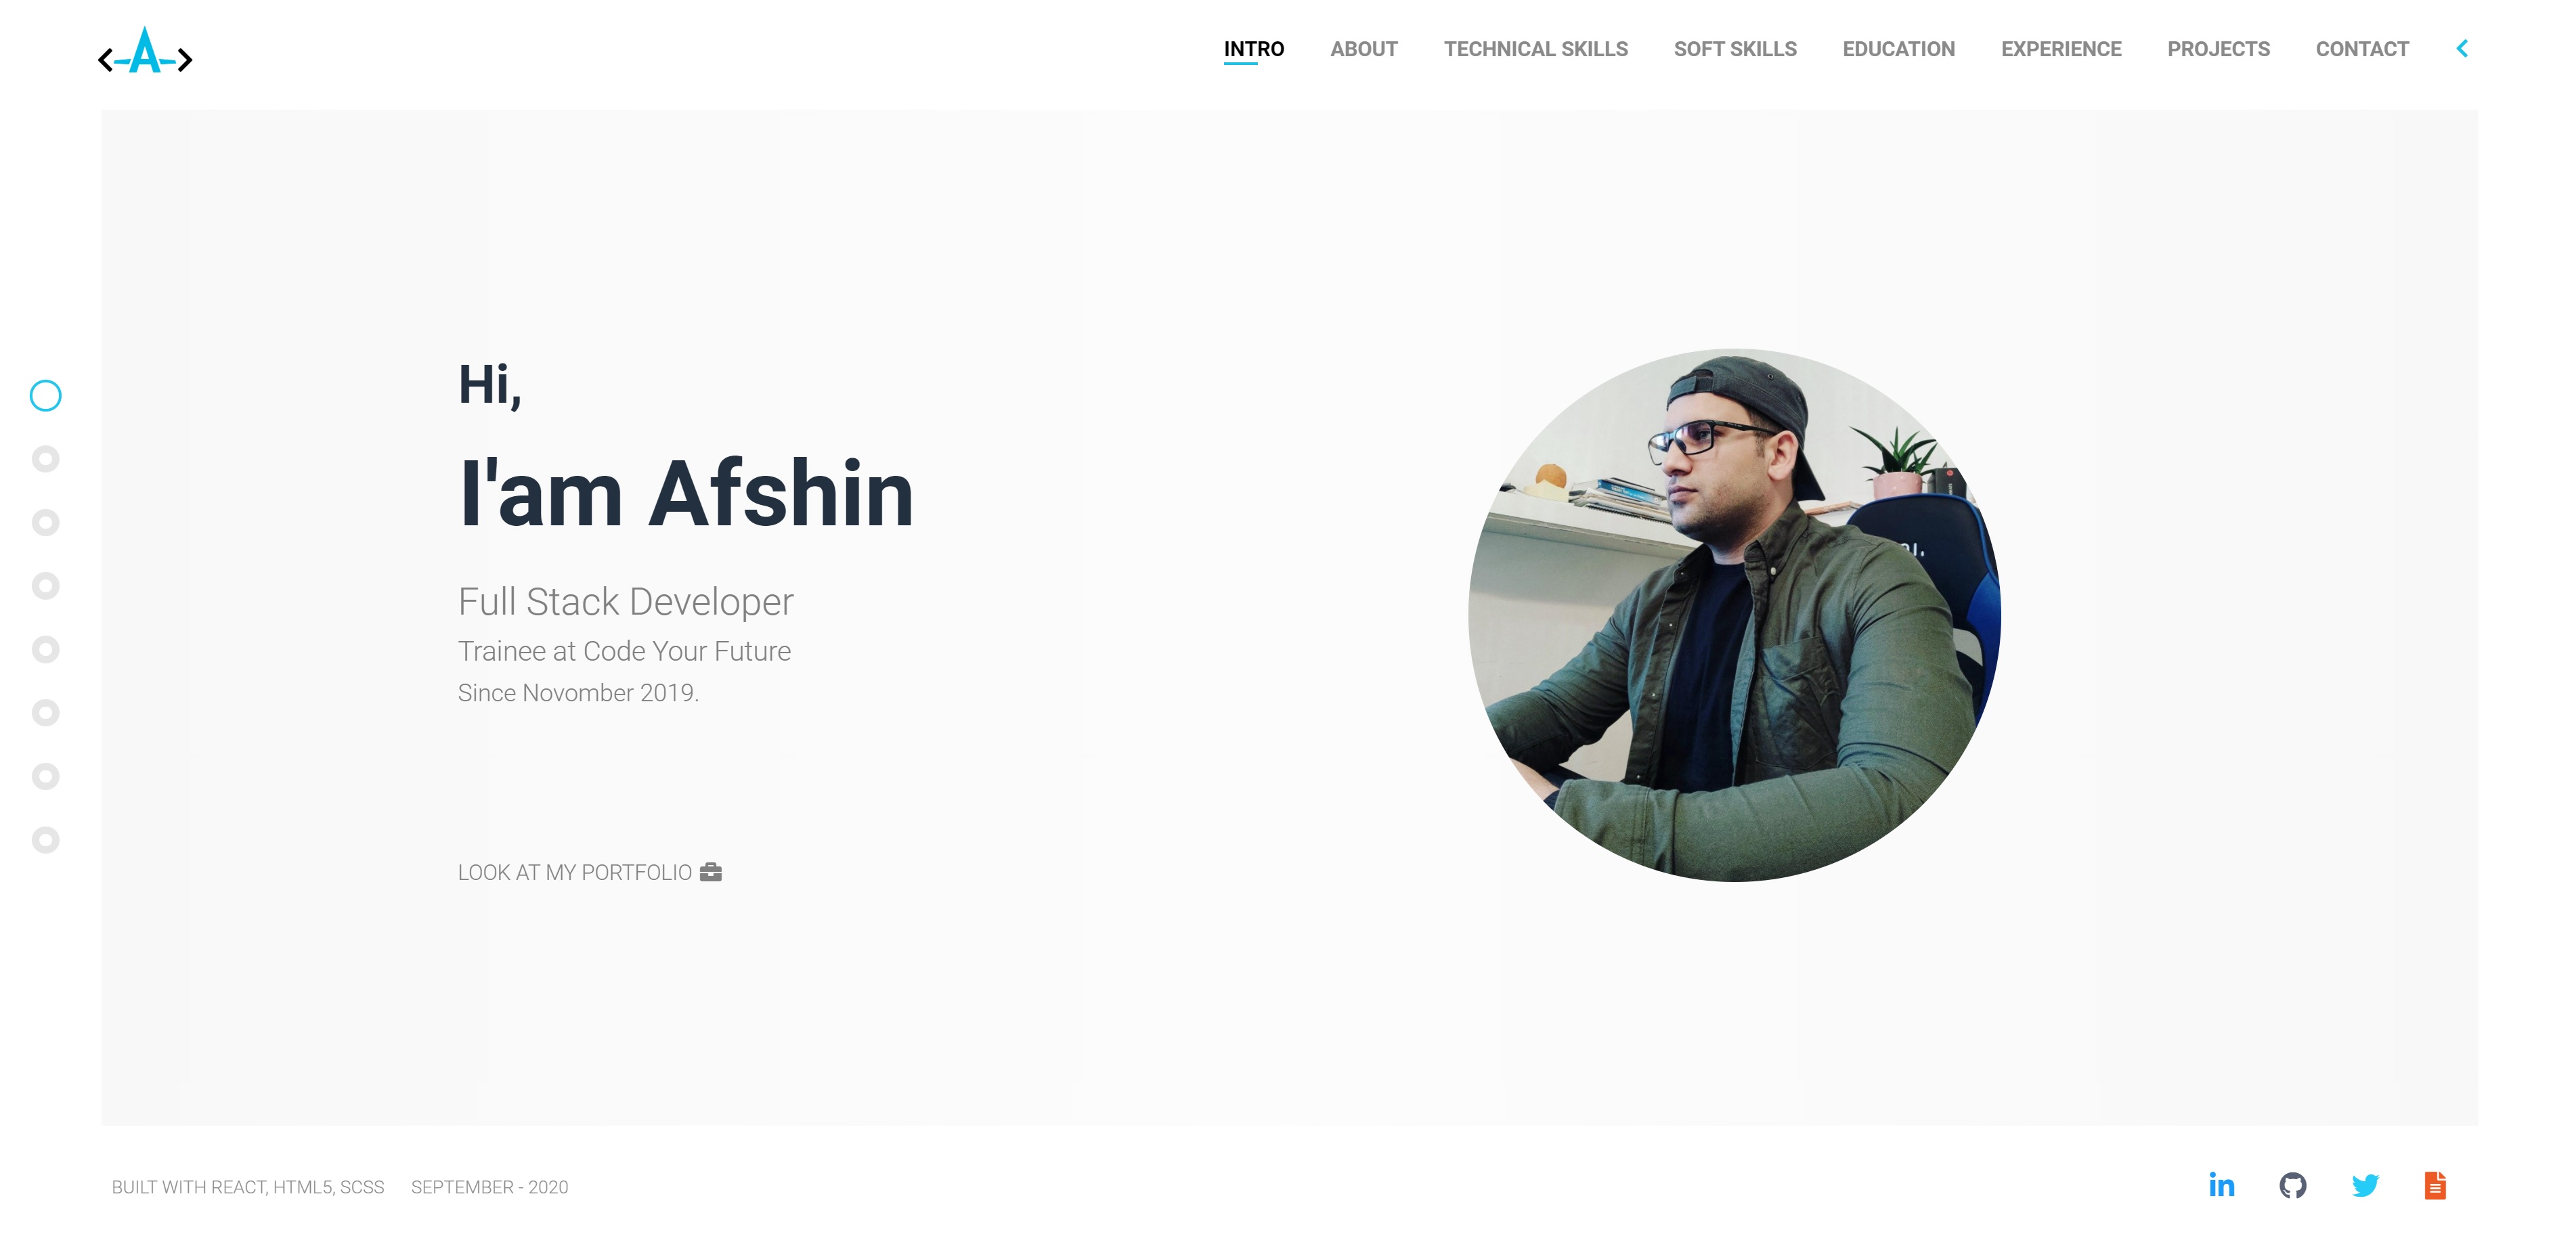 <A>
INTRO ABOUT TECHNICAL SKILLS SOFT SKILLS EDUCATION EXPERIENCE PROJECTS CONTACT
Hi,
I'am Afshin
Full Stack Developer
Trainee at Code Your Future
Since Novomber 2019.
LOOK AT MY PORTFOLIO
BUILT WITH REACT, HTML5, SCSS SEPTEMBER - 2020
in